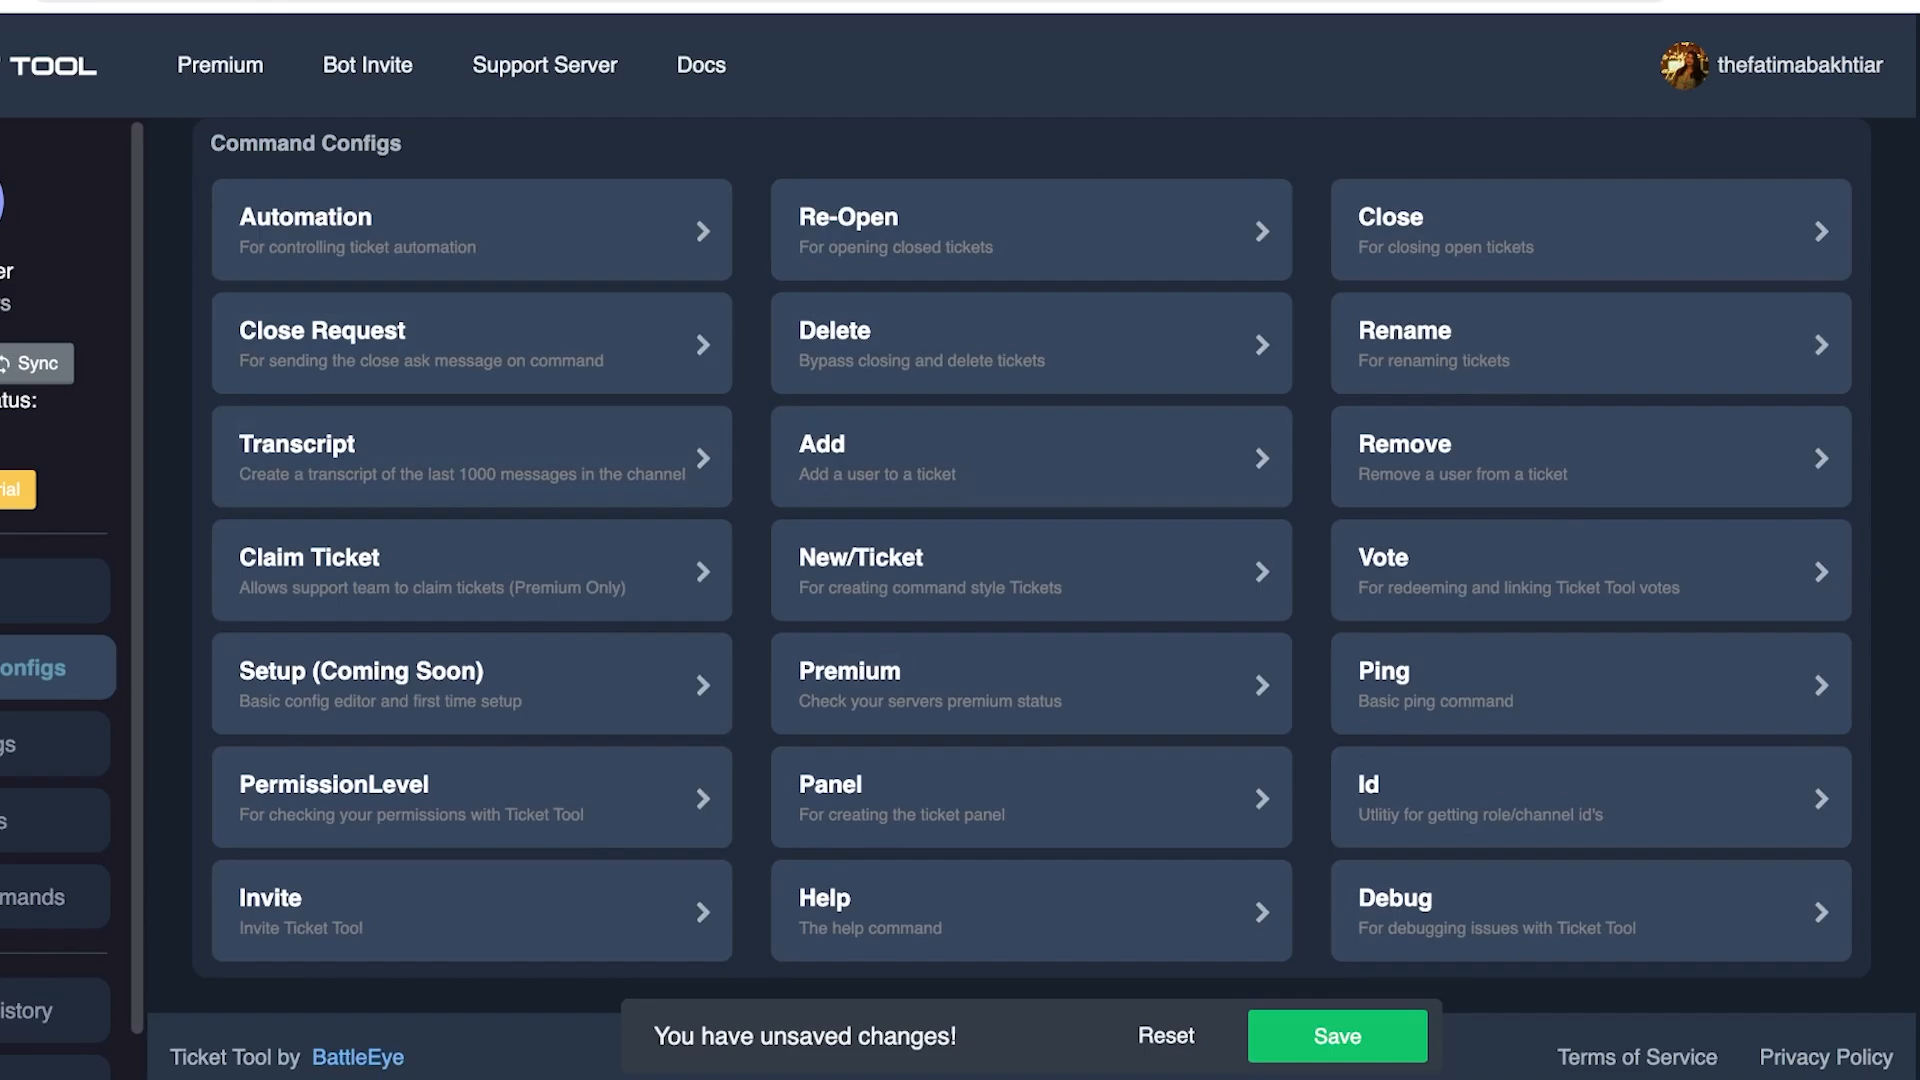 TOOL
Premium
Bot Invite
Support Server
Docs
thefatimabakhtiar
er
s
Sync
atus:
rial
onfigs
gs
s
mands
istory
Command Configs
Automation
For controlling ticket automation
Re-Open
For opening closed tickets
Close
For closing open tickets
Close Request
For sending the close ask message on command
Delete
Bypass closing and delete tickets
Rename
For renaming tickets
Transcript
Create a transcript of the last 1000 messages in the channel
Add
Add a user to a ticket
Remove
Remove a user from a ticket
Claim Ticket
Allows support team to claim tickets (Premium Only)
New/Ticket
For creating command style Tickets
Vote
For redeeming and linking Ticket Tool votes
Setup (Coming Soon)
Basic config editor and first time setup
Premium
Check your servers premium status
Ping
Basic ping command
PermissionLevel
For checking your permissions with Ticket Tool
Panel
For creating the ticket panel
Id
Utlitiy for getting role/channel id's
Invite
Invite Ticket Tool
Help
The help command
Debug
For debugging issues with Ticket Tool
You have unsaved changes!
Reset
Save
Ticket Tool by BattleEye
Terms of Service
Privacy Policy